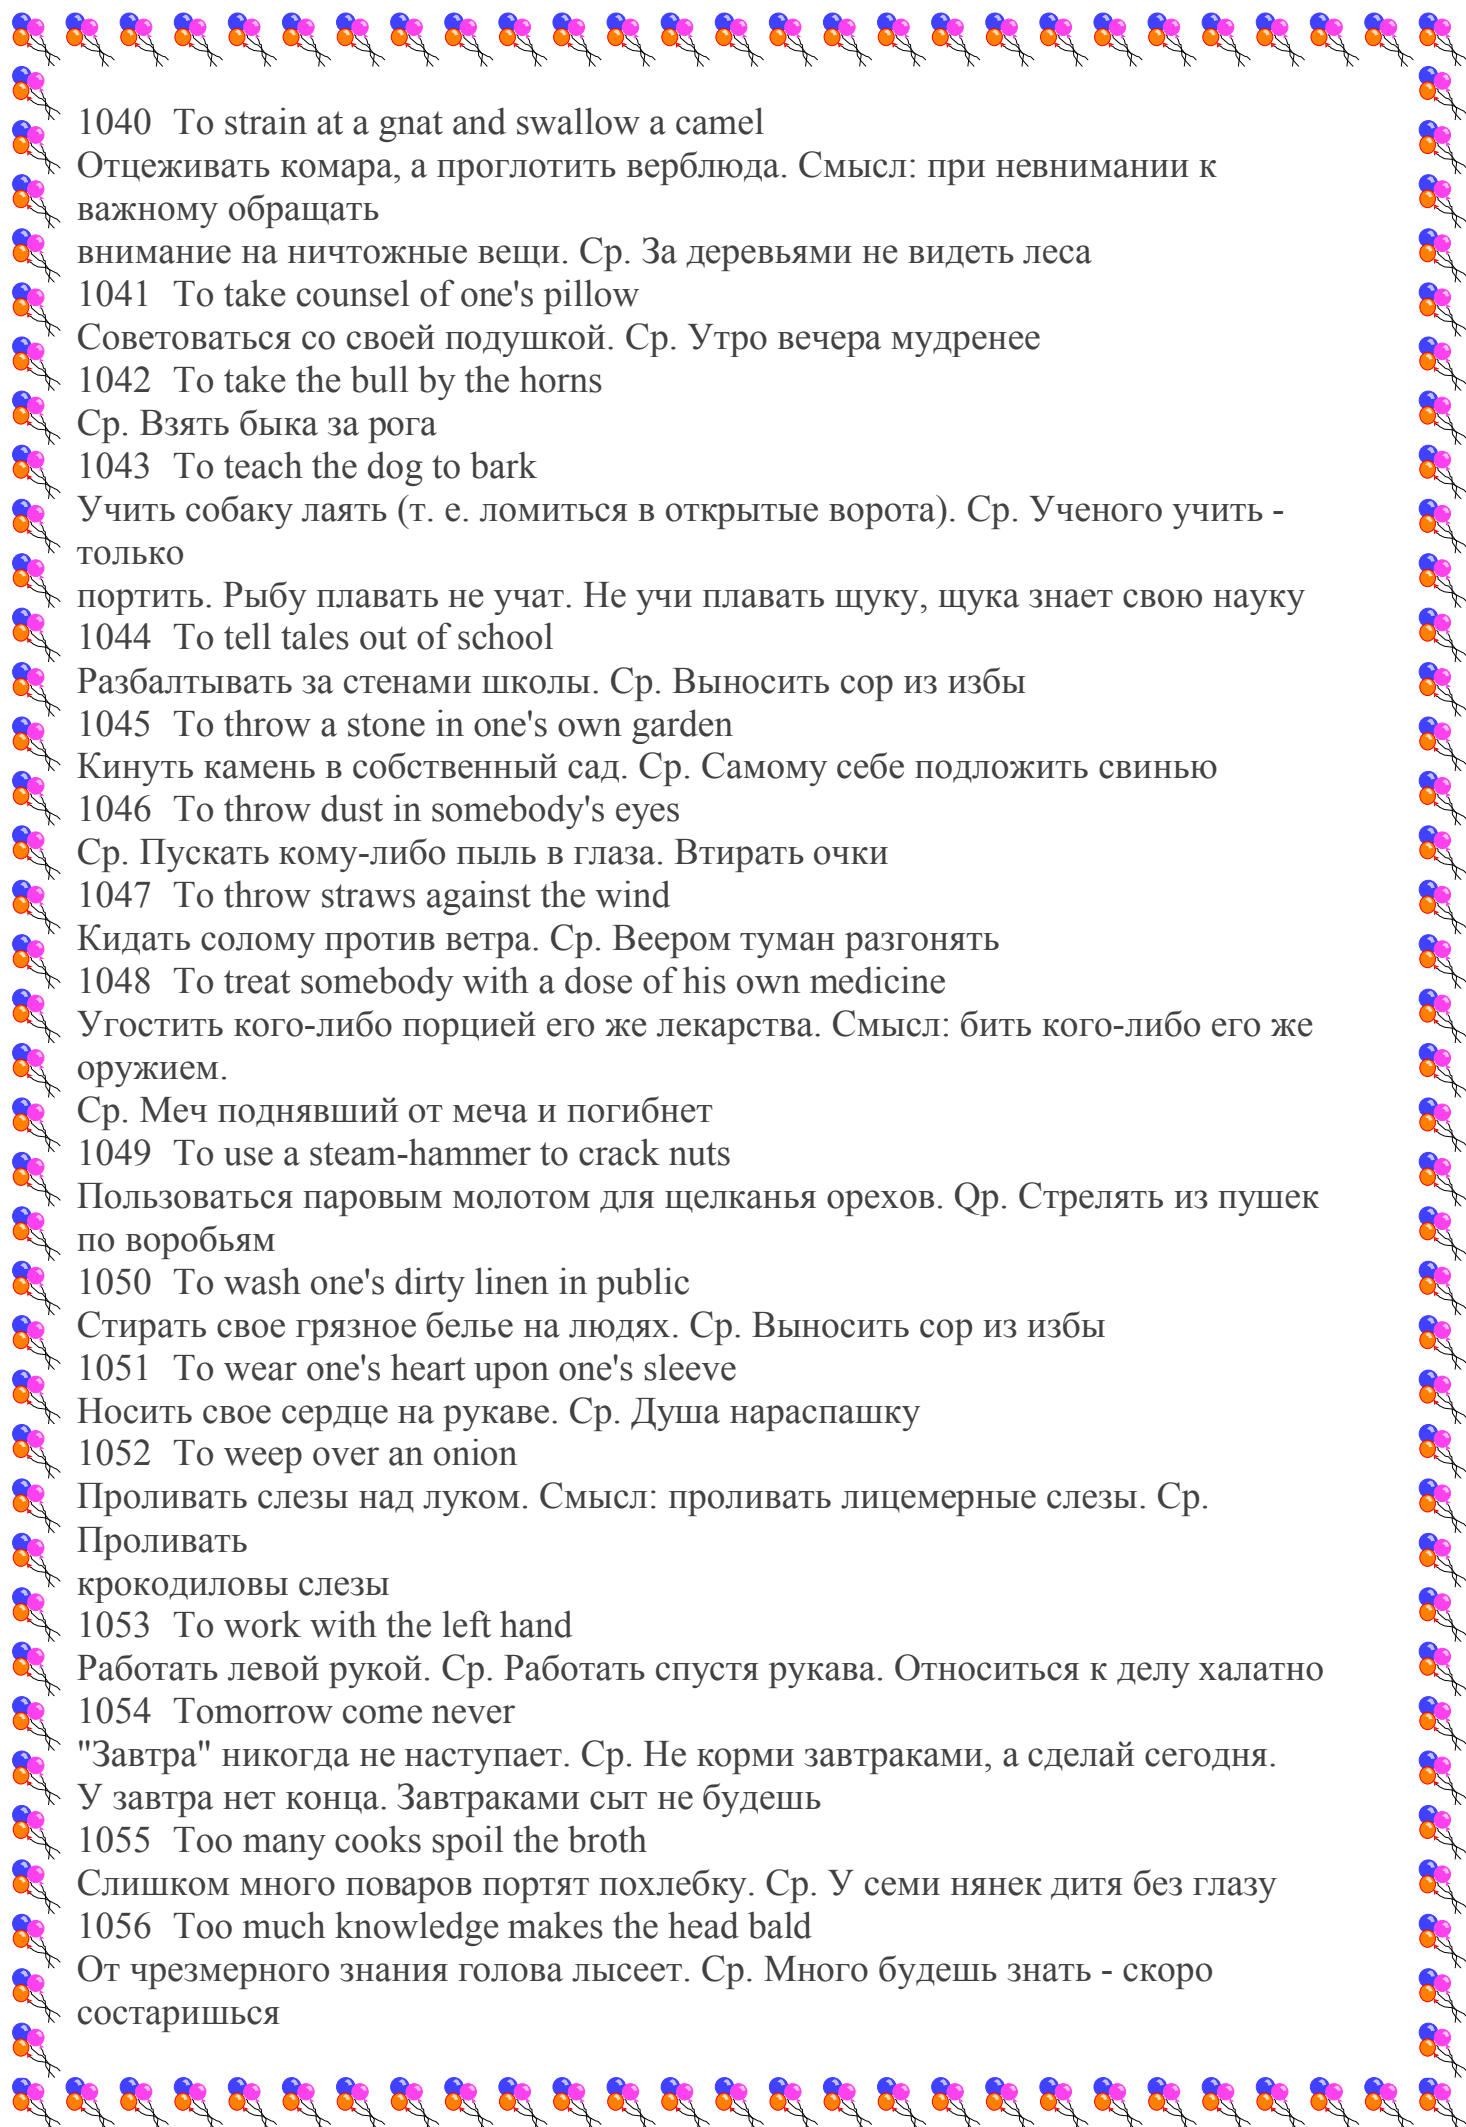 1040 To strain at a gnat and swallow a camel
Отцеживать комара, а проглотить верблюда. Смысл: при невнимании к
важному обращать
внимание на ничтожные вещи. Ср. За деревьями не видеть леса
1041 To take counsel of one's pillow
Советоваться со своей подушкой. Ср. Утро вечера мудренее
1042 To take the bull by the horns
Ср. Взять быка за рога
1043 To teach the dog to bark
Учить собаку лаять (т. е. ломиться в открытые ворота). Ср. Ученого учить -
только
портить. Рыбу плавать не учат. Не учи плавать щуку, щука знает свою науку
1044 To tell tales out of school
Разбалтывать за стенами школы. Ср. Выносить сор из избы
1045 To throw a stone in one's own garden
Кинуть камень в собственный сад. Ср. Самому себе подложить свинью
1046 To throw dust in somebody's eyes
Ср. Пускать кому-либо пыль в глаза. Втирать очки
1047 To throw straws against the wind
Кидать солому против ветра. Ср. Веером туман разгонять
1048 To treat somebody with a dose of his own medicine
Угостить кого-либо порцией его же лекарства. Смысл: бить кого-либо его же
оружием.
Ср. Меч поднявший от меча и погибнет
1049 To use a steam-hammer to crack nuts
Пользоваться паровым молотом для щелканья орехов. Qp. Стрелять из пушек
по воробьям
1050 To wash one's dirty linen in public
Стирать свое грязное белье на людях. Ср. Выносить сор из избы
1051 To wear one's heart upon one's sleeve
Носить свое сердце на рукаве. Ср. Душа нараспашку
1052 To weep over an onion
Проливать слезы над луком. Смысл: проливать лицемерные слезы. Ср.
Проливать
крокодиловы слезы
1053 To work with the left hand
Работать левой рукой. Ср. Работать спустя рукава. Относиться к делу халатно
1054 Tomorrow come never
"Завтра" никогда не наступает. Ср. Не корми завтраками, а сделай сегодня.
У завтра нет конца. Завтраками сыт не будешь
1055 Too many cooks spoil the broth
Слишком много поваров портят похлебку. Ср. У семи нянек дитя без глазу
1056 Too much knowledge makes the head bald
От чрезмерного знания голова лысеет. Ср. Много будешь знать - скоро
состаришься